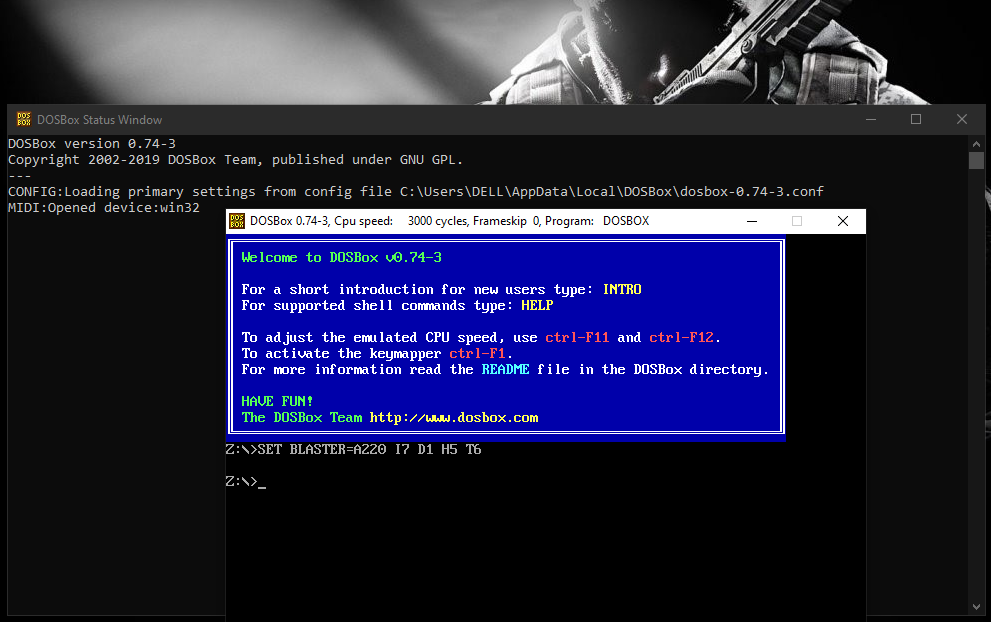 DOSBox Status Window
DOSBox version 0.74-3
Copyright 2002-2019 DOSBox Team, published under GNU GPL.
---
CONFIG:Loading primary settings from config file C:\Users\DELL\AppData\Local\DOSBox\dosbox-0.74-3.conf
MIDI:Opened device:win32
DOSBox 0.74-3, Cpu speed: 3000 cycles, Frameskip 0, Program: DOSBOX
Welcome to DOSBox v0.74-3
For a short introduction for new users type: INTRO
For supported shell commands type: HELP
To adjust the emulated CPU speed, use ctrl-F11 and ctrl-F12.
To activate the keymapper ctrl-F1.
For more information read the README file in the DOSBox directory.
HAVE FUN!
The DOSBox Team http://www.dosbox.com
Z:\>SET BLASTER=A220 I7 D1 H5 T6
Z:\>_